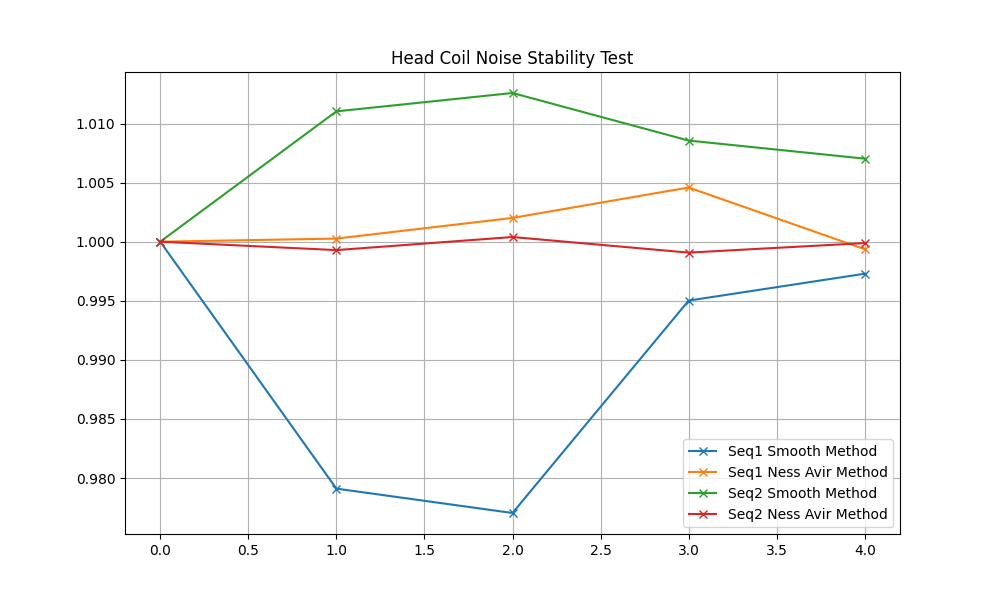 Head Coil Noise Stability Test
1.010
1.005
1.000
0.995
0.990
0.985
0.980
Seq1 Smooth Method
Seq1 Ness Avir Method
Seq2 Smooth Method
Seq2 Ness Avir Method
0.0 0.5 1.0 1.5 2.0 2.5 3.0 3.5 4.0